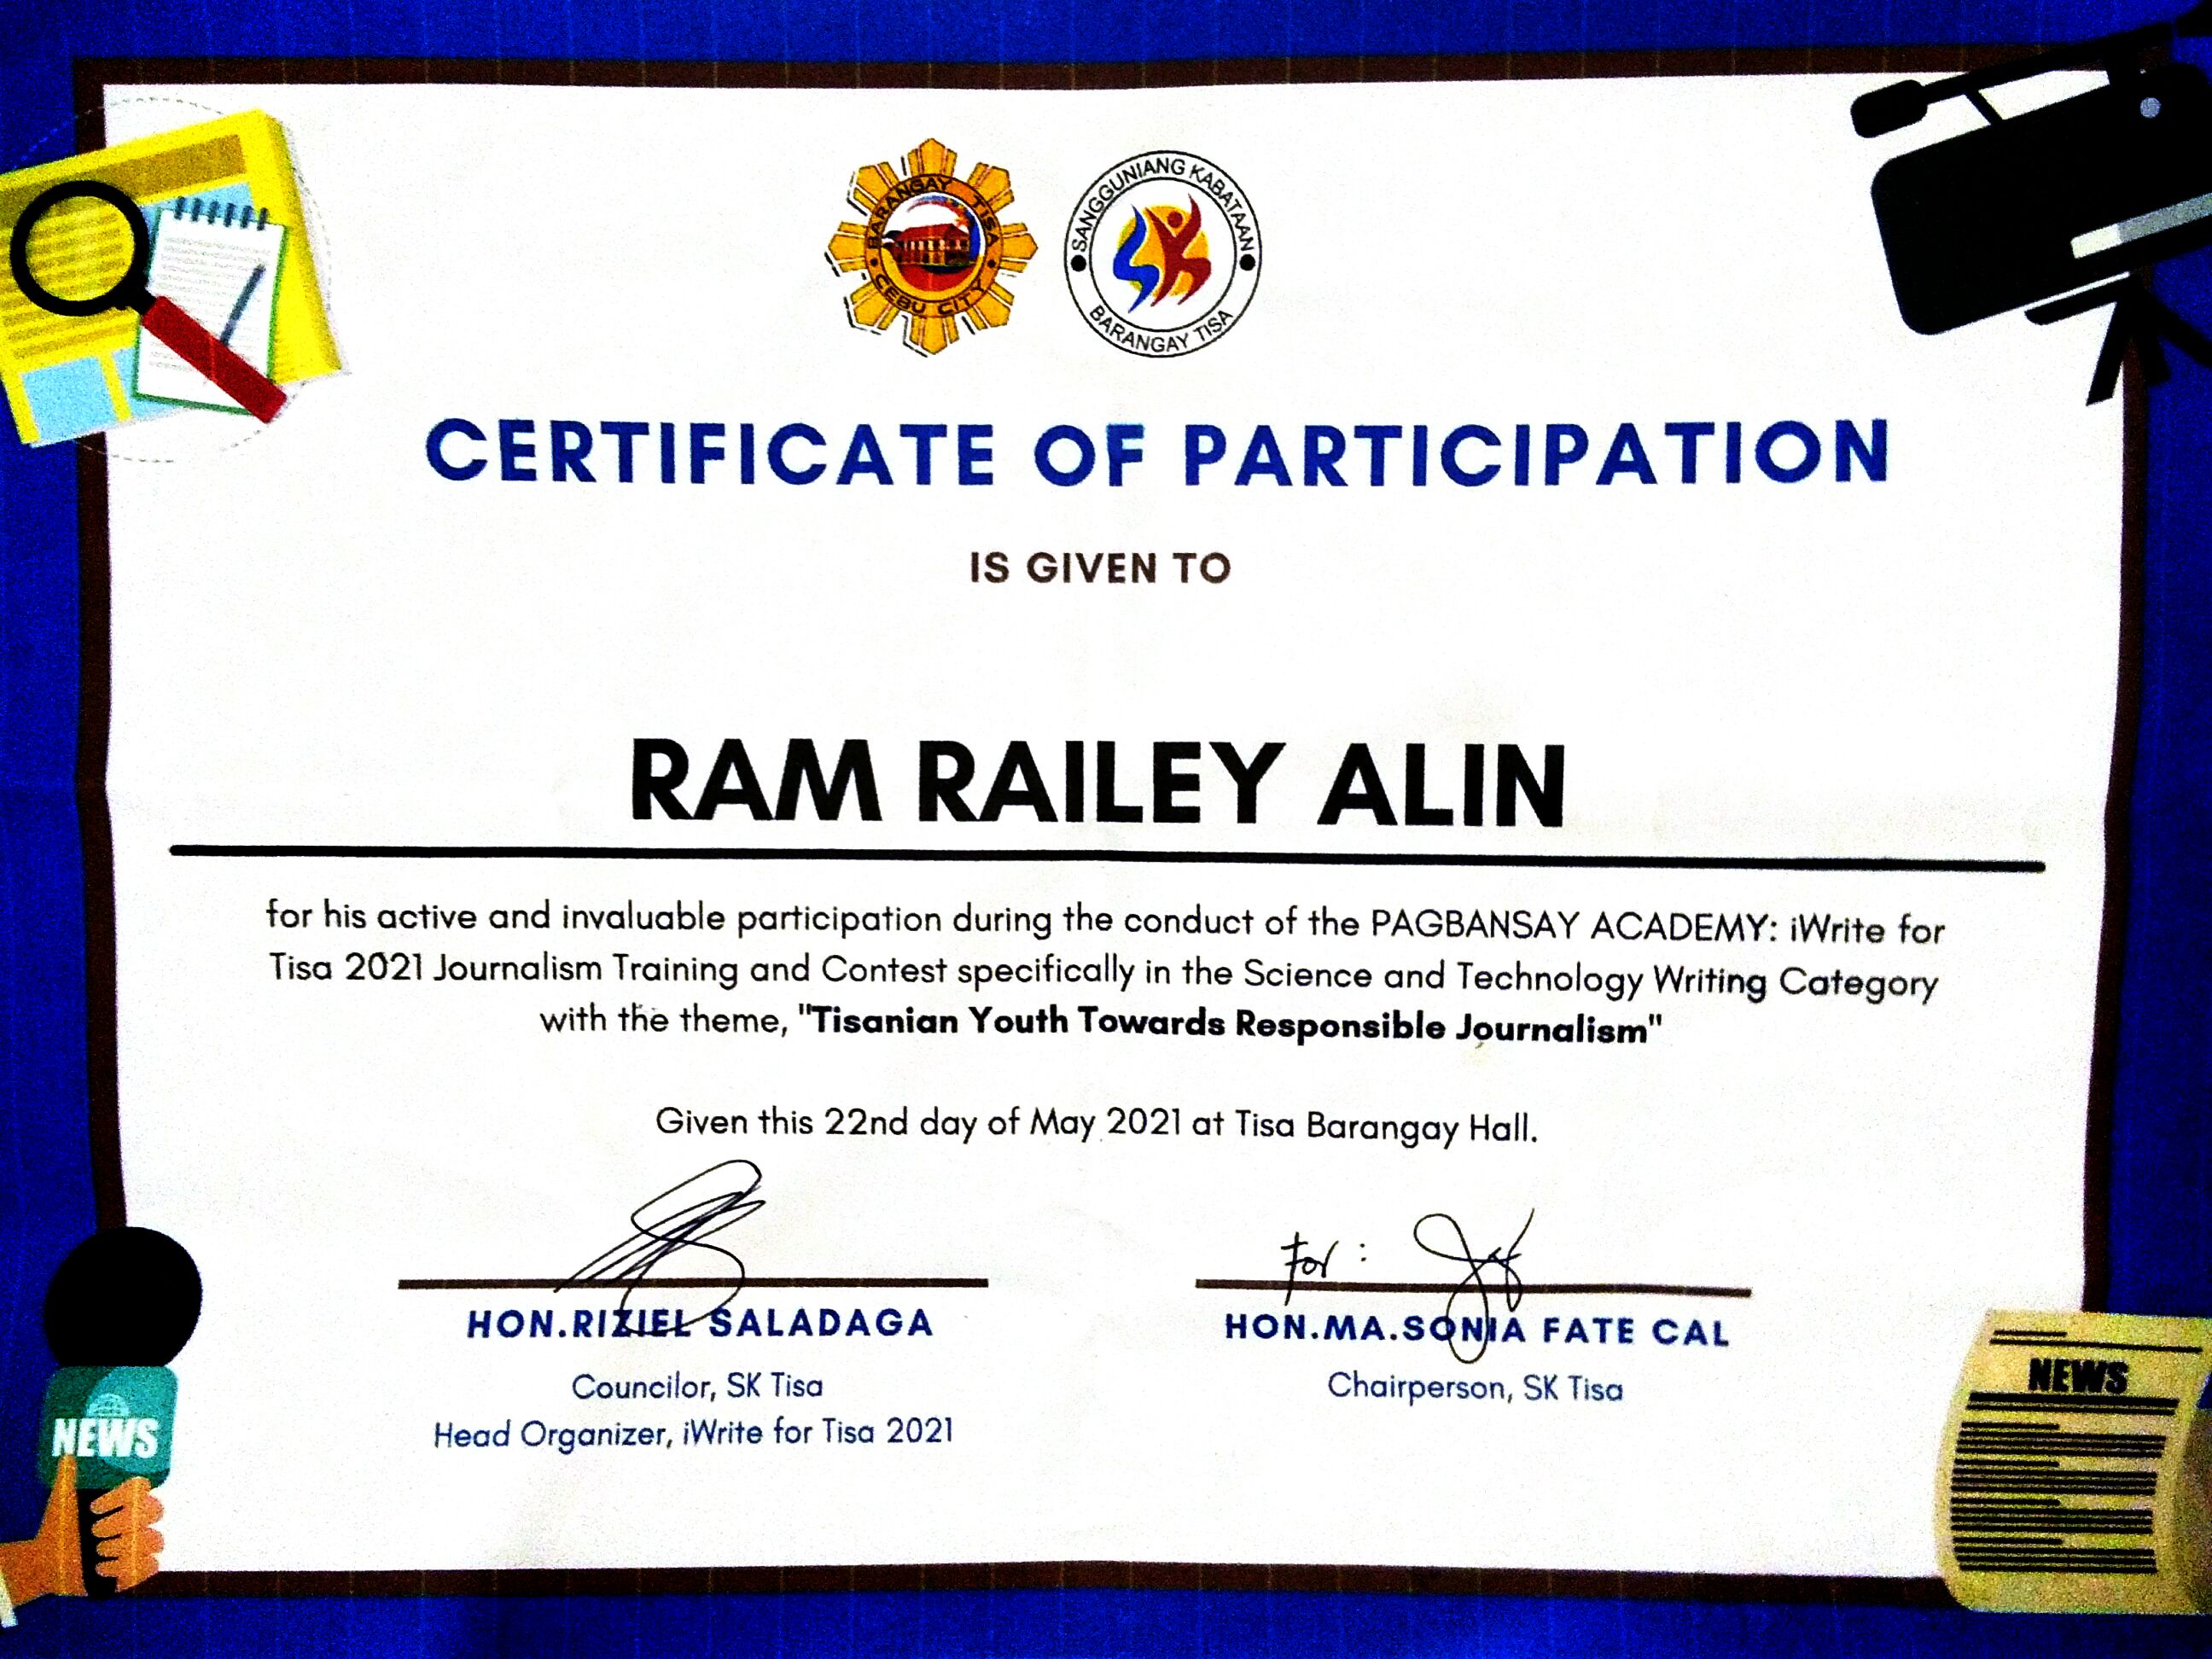 BARANGAY TISA
CEBU CITY
SANGGUNIANG KABATAAN
BARANGAY TISA
CERTIFICATE OF PARTICIPATION
IS GIVEN TO
RAM RAILEY ALIN
for his active and invaluable participation during the conduct of the PAGBANSAY ACADEMY: iWrite for
Tisa 2021 Journalism Training and Contest specifically in the Science and Technology Writing Category
with the theme, "Tisanian Youth Towards Responsible Journalism"
Given this 22nd day of May 2021 at Tisa Barangay Hall.
For :
HON.RIZIEL SALADAGA
HON.MA.SONIA FATE CAL
Councilor, SK Tisa
Chairperson, SK Tisa
Head Organizer, iWrite for Tisa 2021
NEWS
NEWS